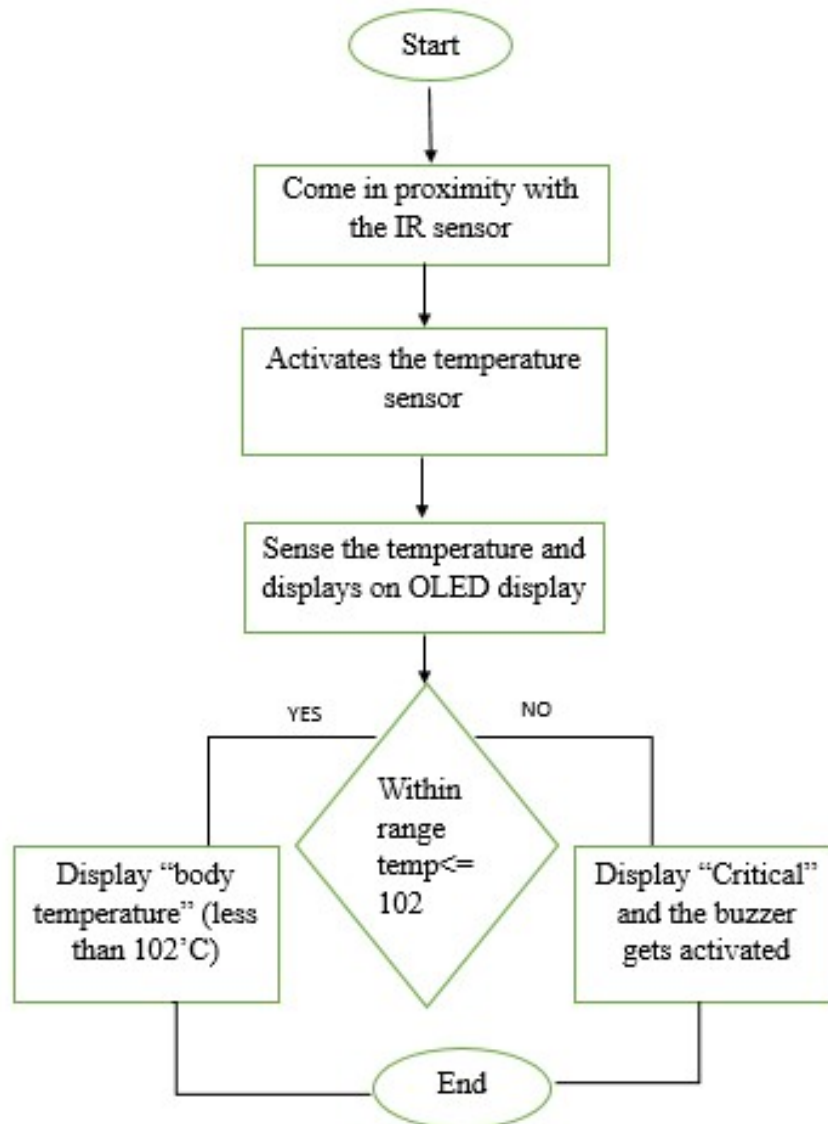 Start
Come in proximity with
the IR sensor
Activates the temperature
sensor
Sense the temperature and
displays on OLED display
YES
NO
Within
range
temp<=
102
Display “body
temperature” (less
than 102’C)
Display “Critical”
and the buzzer
gets activated
End